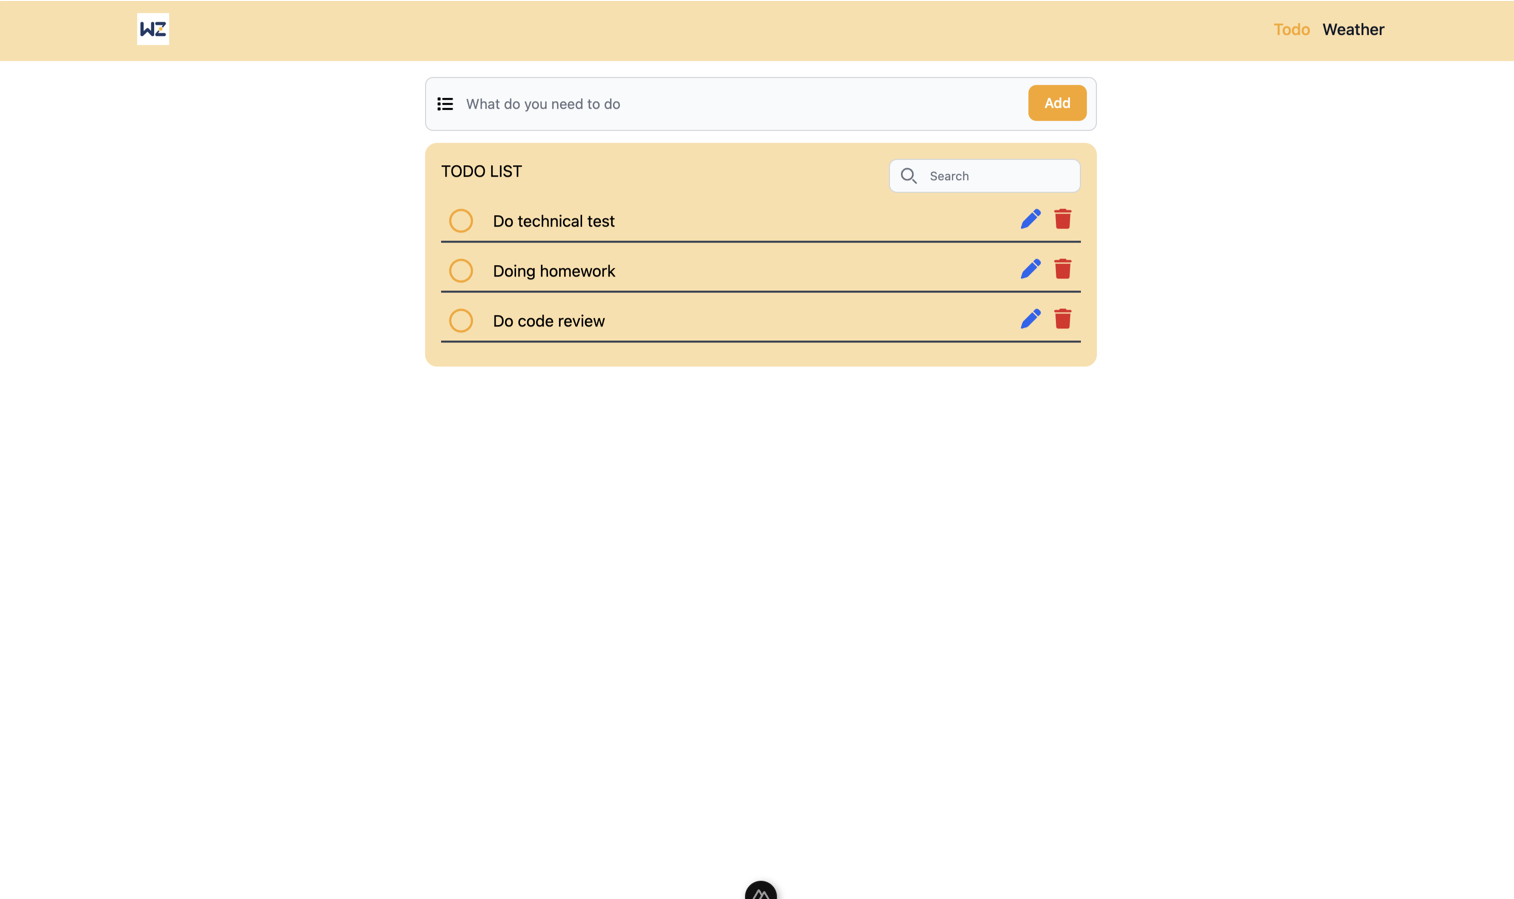 WZ
Todo Weather
What do you need to do Add
TODO LIST
Search
Do technical test
Doing homework
Do code review